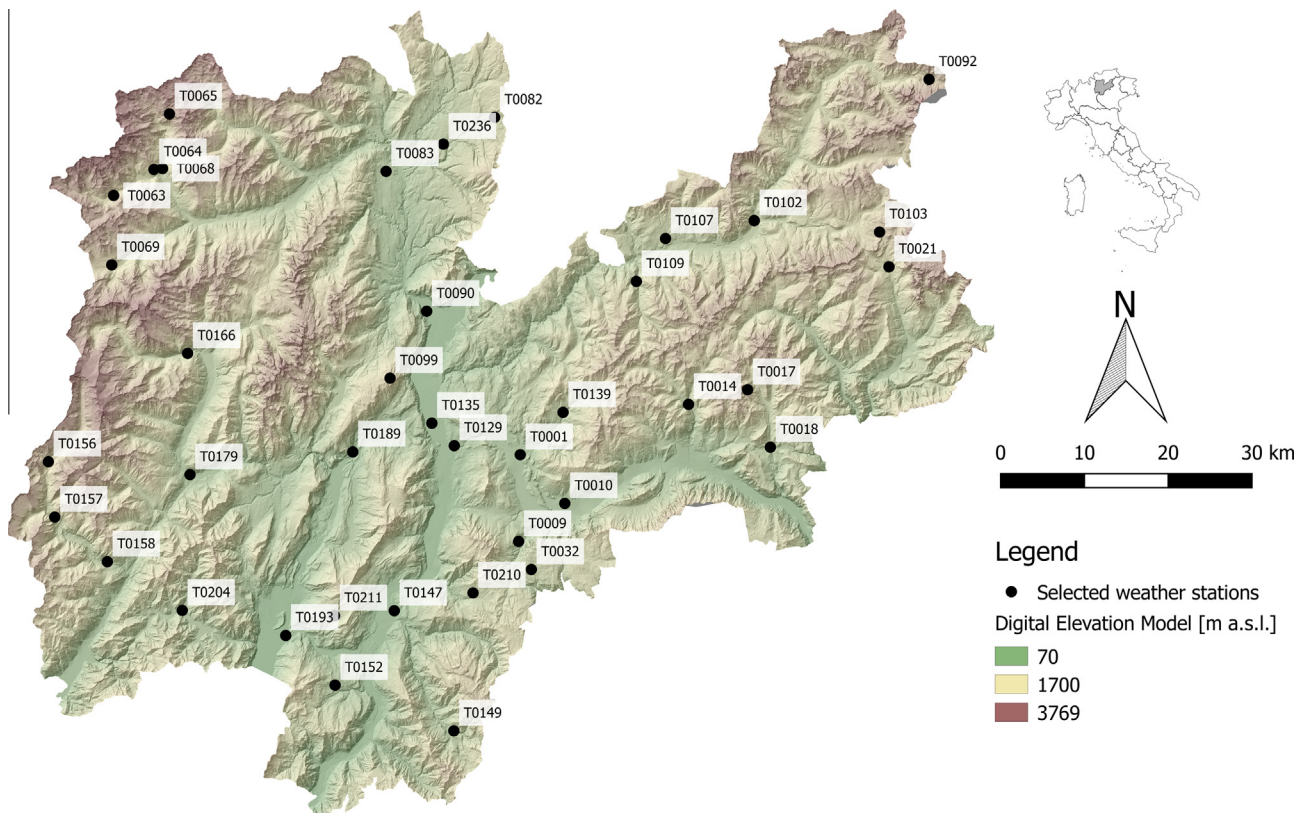 T0092
T0065
T0082
T0236
T0064
T0083
T0068
T0063
T0107
T0102
T0103
T0069
T0021
T0109
T0090
N
T0166
T0099
T0014
T0017
T0139
T0135
T0189
T0129
T0001
T0018
T0156
T0179
0 10 20 30 km
T0157
T0010
T0009
T0158
T0032
Legend
Selected weather stations
T0204
T0211
T0147
T0210
T0193
Digital Elevation Model [m a.s.l.]
70
T0152
1700
3769
T0149